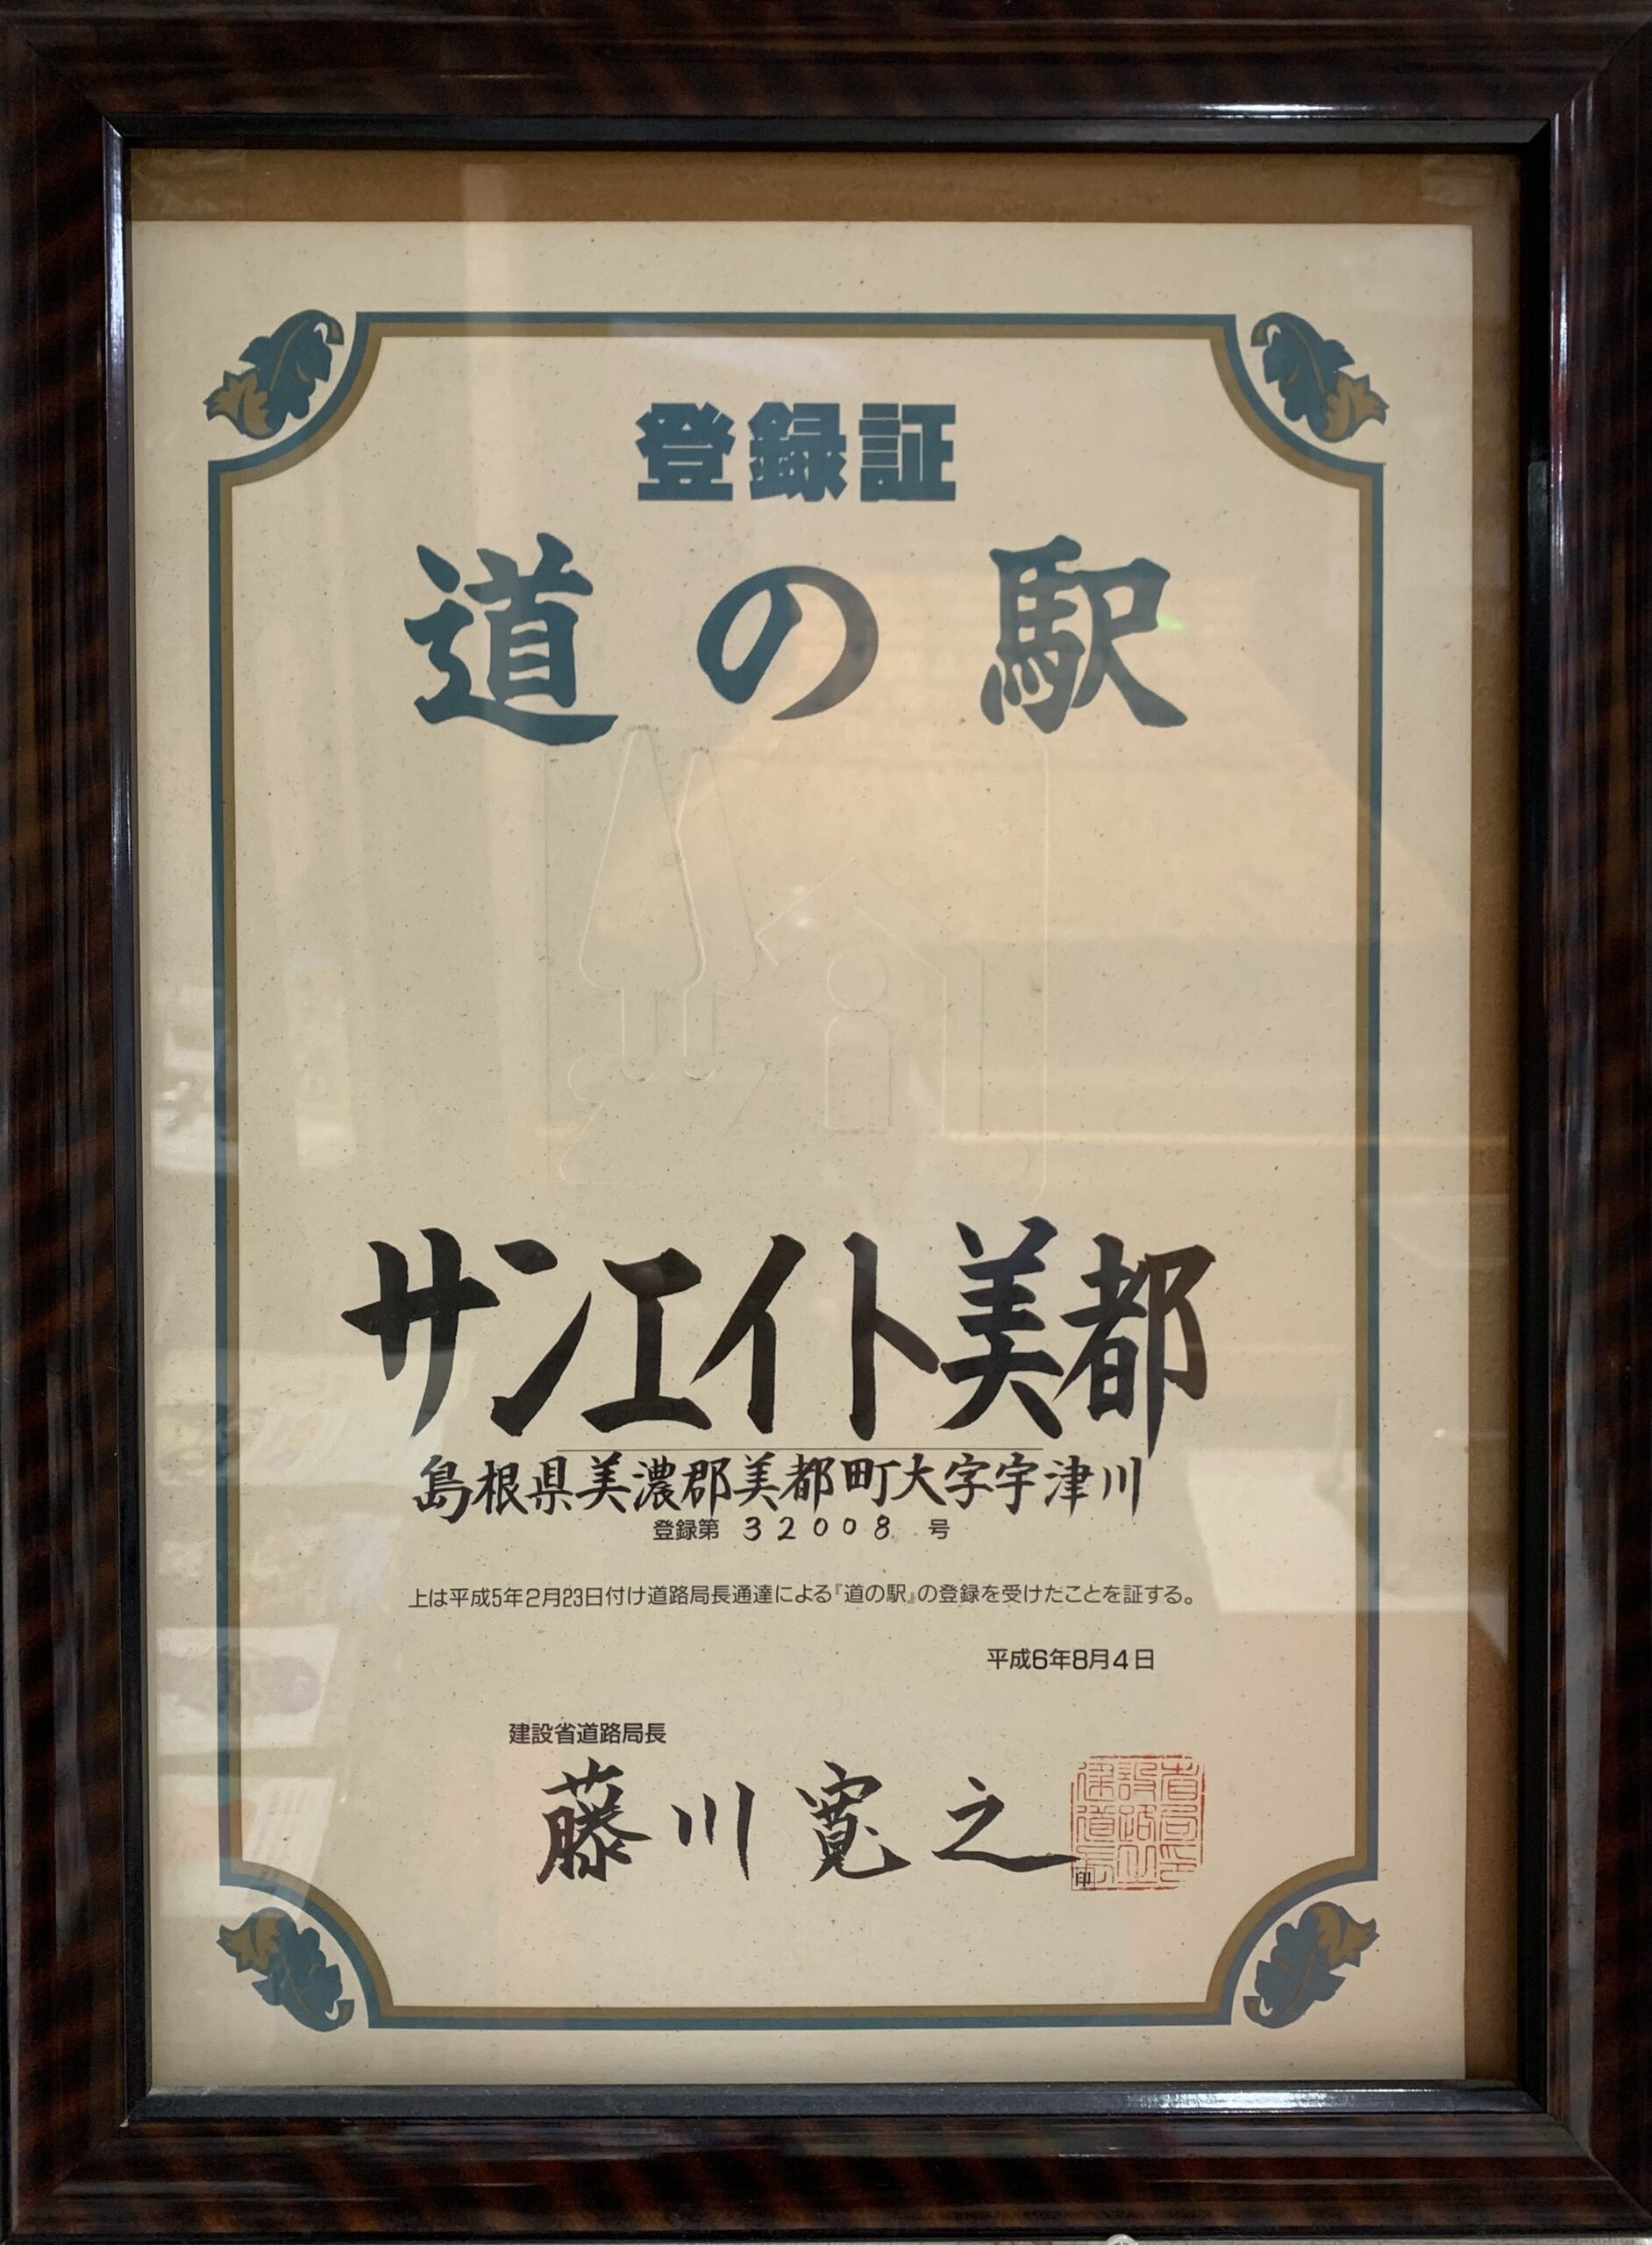 登録証
道の駅
サンエイト美都
島根県美濃郡美都町大字宇津川
登録第 32008 号
上は平成5年2月23日付け道路局長通達による『道の駅』の登録を受けたことを証する。
平成6年8月4日
建設省道路局長
藤川寛之
印